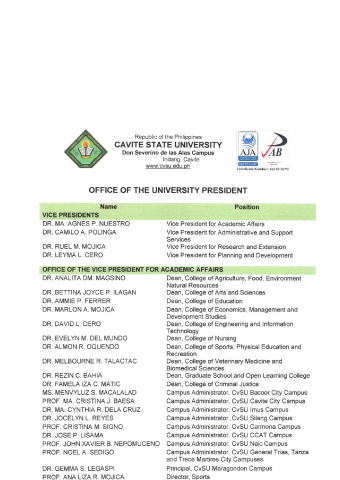 Republic of the Philippines
CAVITE STATE UNIVERSITY
Don Severino de las Alas Campus
Indang, Cavite
www.cvsu.edu.ph
AJA
PAB
OFFICE OF THE UNIVERSITY PRESIDENT
Name Position
VICE PRESIDENTS
DR. MA. AGNES P. NUESTRO Vice President for Academic Affairs
DR. CAMILO A. POLINGA Vice President for Administrative and Support
Services
DR. RUEL M. MOJICA Vice President for Research and Extension
DR. LEYMA L. CERO Vice President for Planning and Development
OFFICE OF THE VICE PRESIDENT FOR ACADEMIC AFFAIRS
DR. ANALITA DM. MAGSINO Dean, College of Agriculture, Food, Environment
Natural Resources
DR. BETTINA JOYCE P. ILAGAN Dean, College of Arts and Sciences
DR. AMMIE P. FERRER Dean, College of Education
DR. MARLON A. MOJICA Dean, College of Economics, Management and
Development Studies
DR. DAVID L. CERO Dean, College of Engineering and Information
Technology
DR. EVELYN M. DEL MUNDO Dean, College of Nursing
DR. ALMON R. OQUENDO Dean, College of Sports, Physical Education and
Recreation
DR. MELBOURNE R. TALACTAC Dean, College of Veterinary Medicine and
Biomedical Sciences
DR. REZIN C. BAHIA Dean, Graduate School and Open Learning College
DR. FAMELA IZA C. MATIC Dean, College of Criminal Justice
MS. MENVYLUZ S. MACALALAD Campus Administrator, CvSU Bacoor City Campus
PROF. MA. CRISTINA J. BAESA Campus Administrator, CvSU Cavite City Campus
DR. MA. CYNTHIA R. DELA CRUZ Campus Administrator, CvSU Imus Campus
DR. JOCELYN L. REYES Campus Administrator, CvSU Silang Campus
PROF. CRISTINA M. SIGNO Campus Administrator, CvSU Carmona Campus
DR. JOSE P. LISAMA Campus Administrator, CvSU CCAT Campus
PROF. JOHN XAVIER B. NEPOMUCENO Campus Administrator, CvSU Naic Campus
PROF. NOEL A. SEDIGO Campus Administrator, CvSU General Trias, Tanza
and Trece Martires City Campuses
DR. GEMMA S. LEGASPI Principal, CvSU Maragondon Campus
PROF. ANA LIZA R. MOJICA Director, Sports